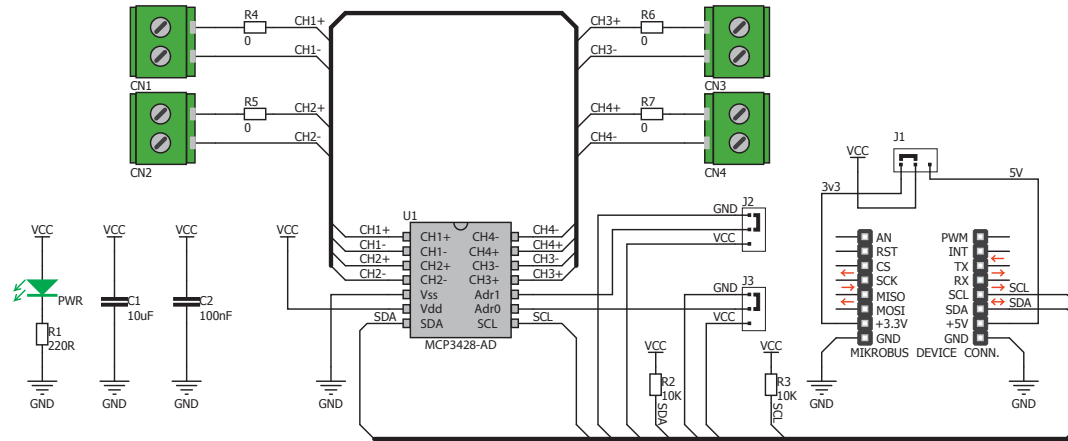 R4
0
CH1+
CH1-
CN1
R5
0
CH2+
CH2-
CN2
CH3+
R6
0
CH3-
CN3
CH4+
R7
0
CH4-
CN4
J1
VCC
3v3
5V
U1
CH1+
CH1-
CH2+
CH2-
CH1+
CH1-
CH2+
CH2-
Vss
Vdd
SDA
CH4-
CH4+
CH3-
CH3+
Adr1
Adr0
SCL
CH4-
CH4+
CH3-
CH3+
SDA
SCL
MCP3428-AD
J2
GND
VCC
J3
GND
VCC
VCC
PWR
R1
220R
GND
VCC
C1
10uF
GND
VCC
C2
100nF
GND
VCC
GND
VCC
R2
10K
SDA
VCC
R3
10K
SCL
AN
RST
CS
SCK
MISO
MOSI
+3.3V
GND
PWM
INT
TX
RX
SCL
SDA
+5V
GND
SCL
SDA
MIKROBUS DEVICE CONN.
GND
GND